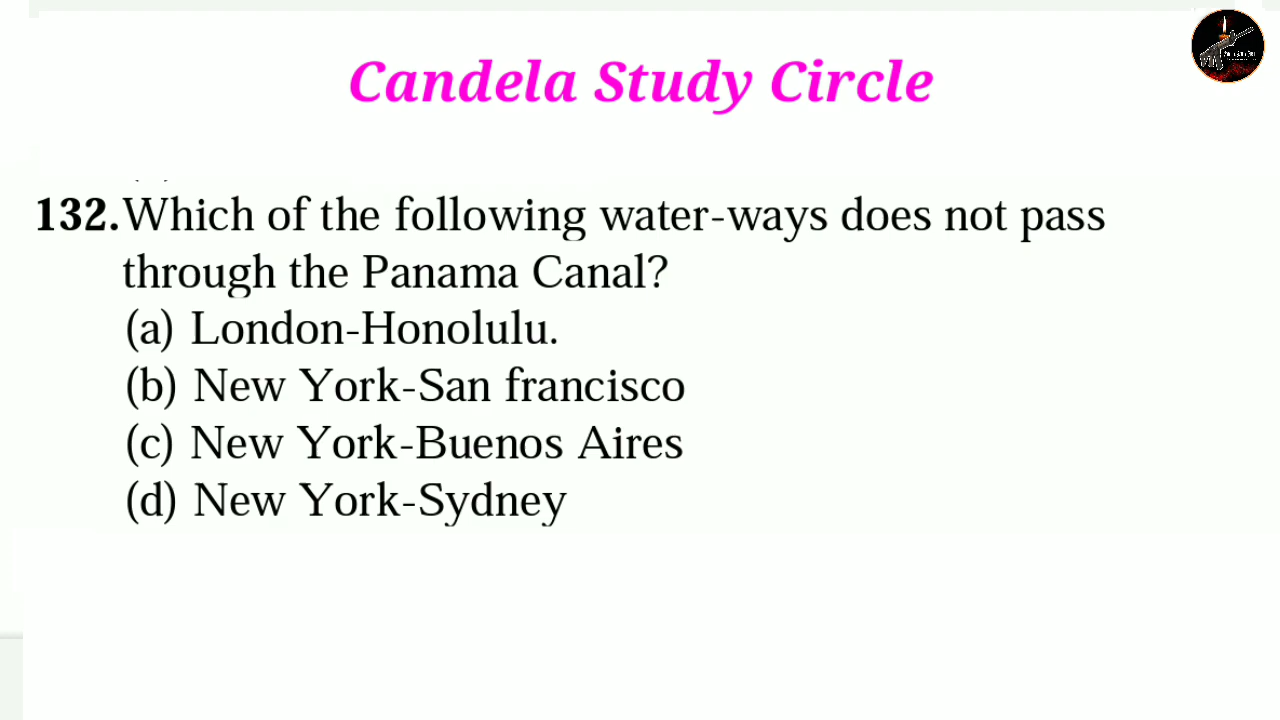 Candela Study Circle
132. Which of the following water-ways does not pass
through the Panama Canal?
(a) London-Honolulu.
(b) New York-San francisco
(c) New York-Buenos Aires
(d) New York-Sydney